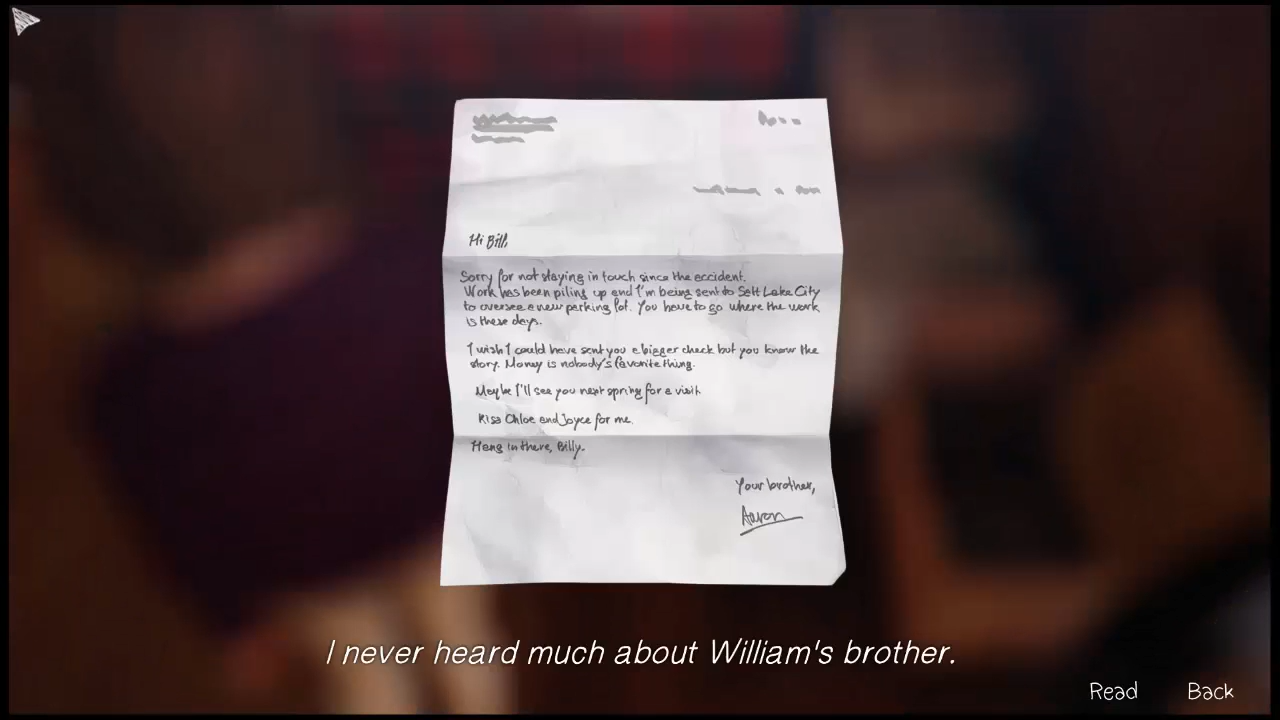 Hi Bill,
Sorry for not staying in touch since the accident.
Work has been piling up and I'm being sent to Salt Lake City
to oversee a new parking lot. You have to go where the work
is these days.
I wish I could have sent you a bigger check but you know the
story. Money is nobody's favorite thing.
Maybe I'll see you next spring for a visit.
Kiss Chloe and Joyce for me.
Hang in there, Billy.
Your brother,
Aaron
I never heard much about William's brother.
Read
Back